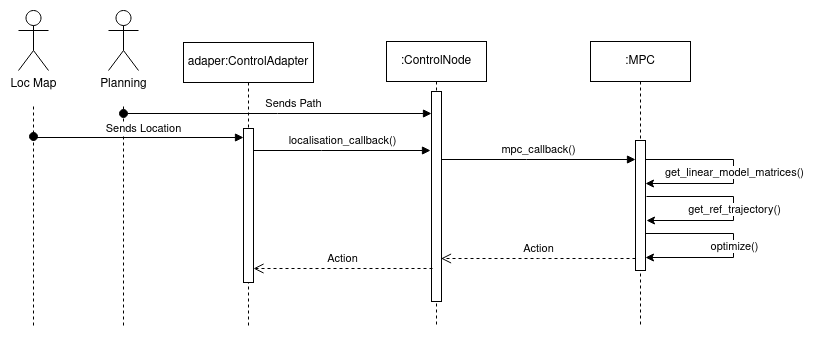 Loc Map
Planning
adaper:ControlAdapter
:ControlNode
:MPC
Sends Path
Sends Location
localisation_callback()
mpc_callback()
get_linear_model_matrices()
get_ref_trajectory()
optimize()
Action
Action